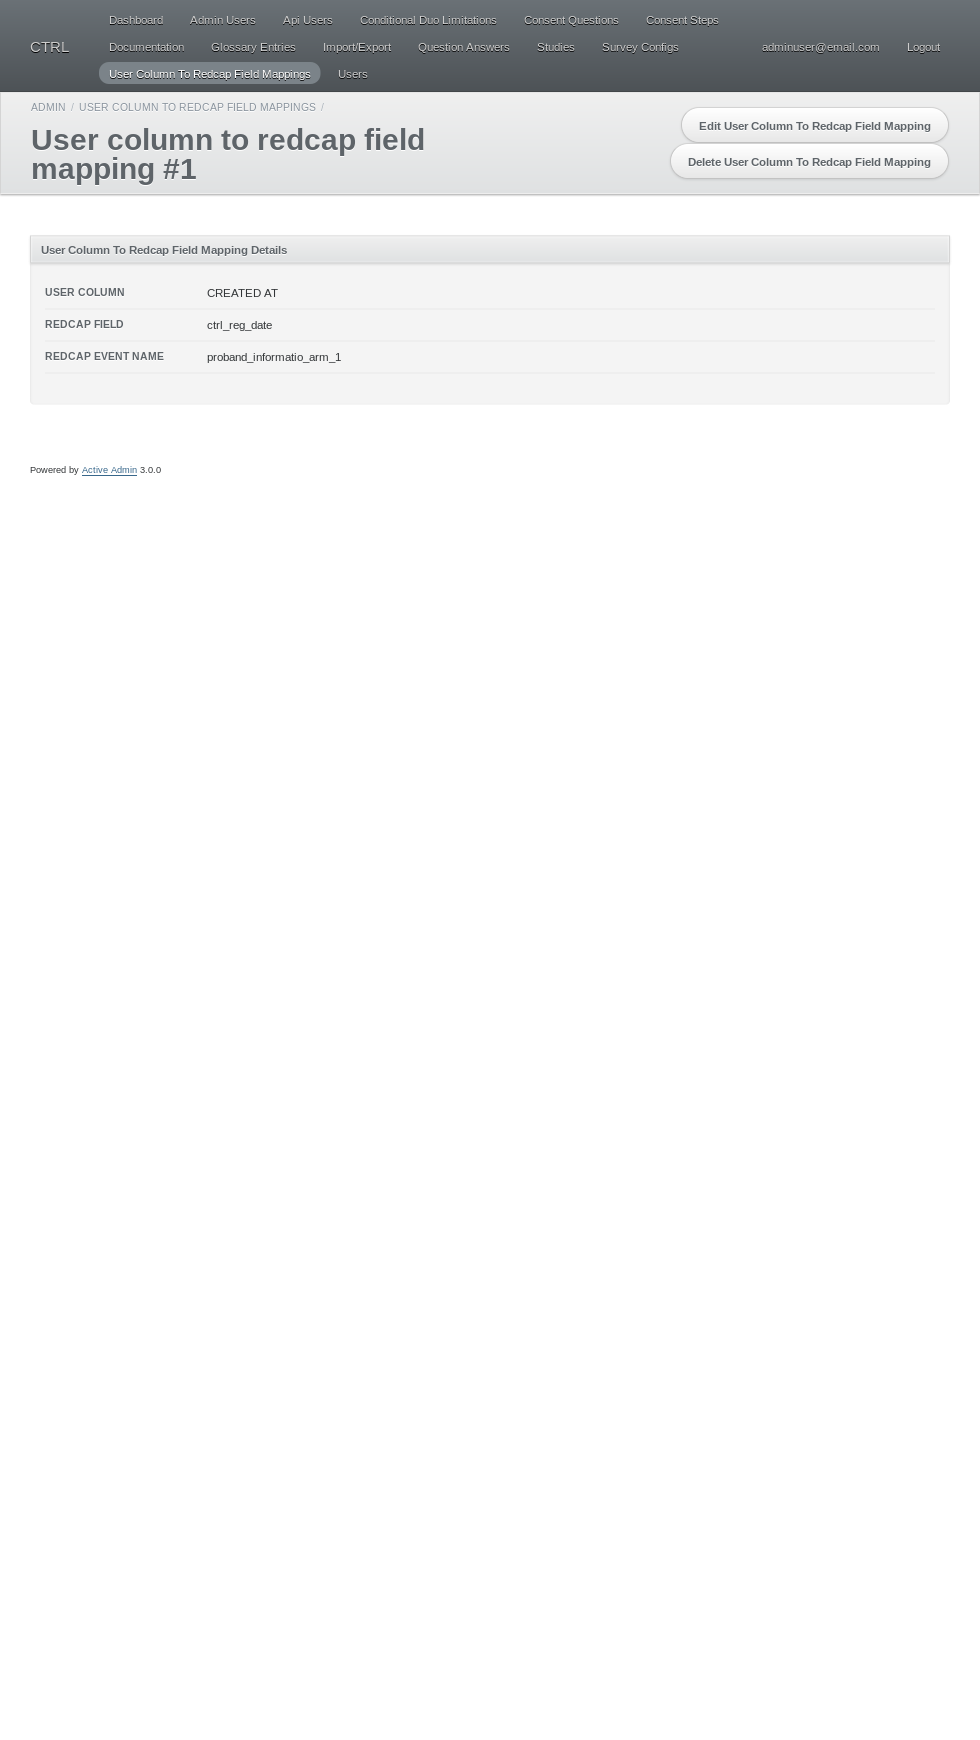 Dashboard Admin Users Api Users Conditional Duo Limitations Consent Questions Consent Steps
CTRL Documentation Glossary Entries Import/Export Question Answers Studies Survey Configs adminuser@email.com Logout
User Column To Redcap Field Mappings Users
ADMIN / USER COLUMN TO REDCAP FIELD MAPPINGS /
User column to redcap field
mapping #1
Edit User Column To Redcap Field Mapping
Delete User Column To Redcap Field Mapping
User Column To Redcap Field Mapping Details
USER COLUMN CREATED AT
REDCAP FIELD ctrl_reg_date
REDCAP EVENT NAME proband_informatio_arm_1
Powered by Active Admin 3.0.0